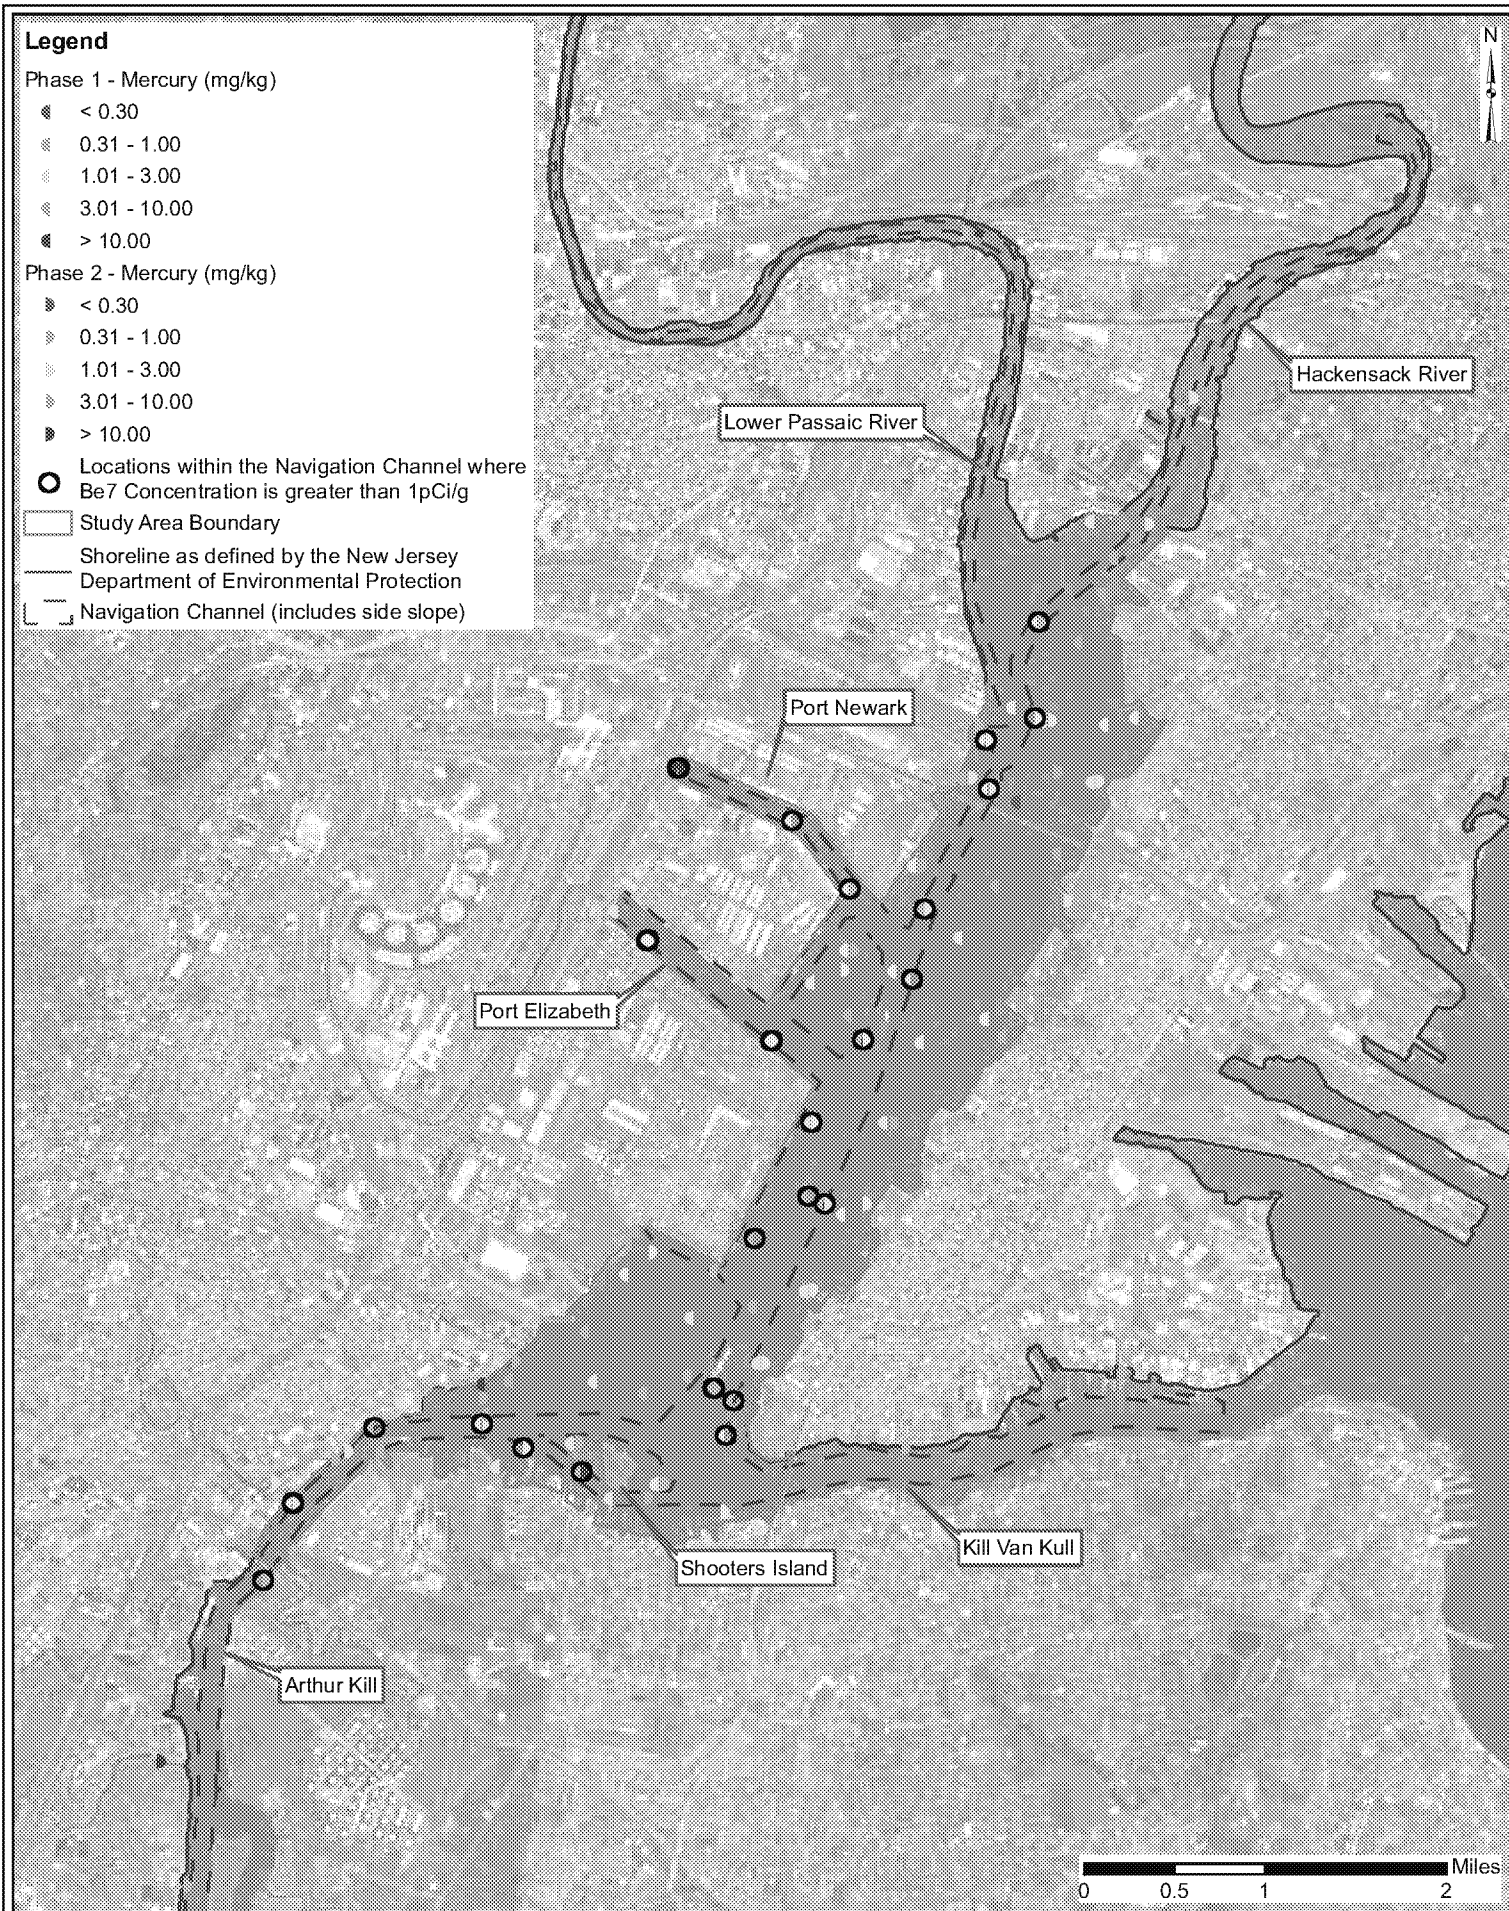 Legend
Phase 1 - Mercury (mg/kg)
< 0.30
0.31 - 1.00
1.01 - 3.00
3.01 - 10.00
> 10.00
Phase 2 - Mercury (mg/kg)
< 0.30
0.31 - 1.00
1.01 - 3.00
3.01 - 10.00
> 10.00
Locations within the Navigation Channel where
Be7 Concentration is greater than 1pCi/g
Study Area Boundary
Shoreline as defined by the New Jersey
Department of Environmental Protection
Navigation Channel (includes side slope)
N
Hackensack River
Lower Passaic River
Port Newark
Port Elizabeth
Kill Van Kull
Shooters Island
Arthur Kill
Miles
0 0.5 1 2